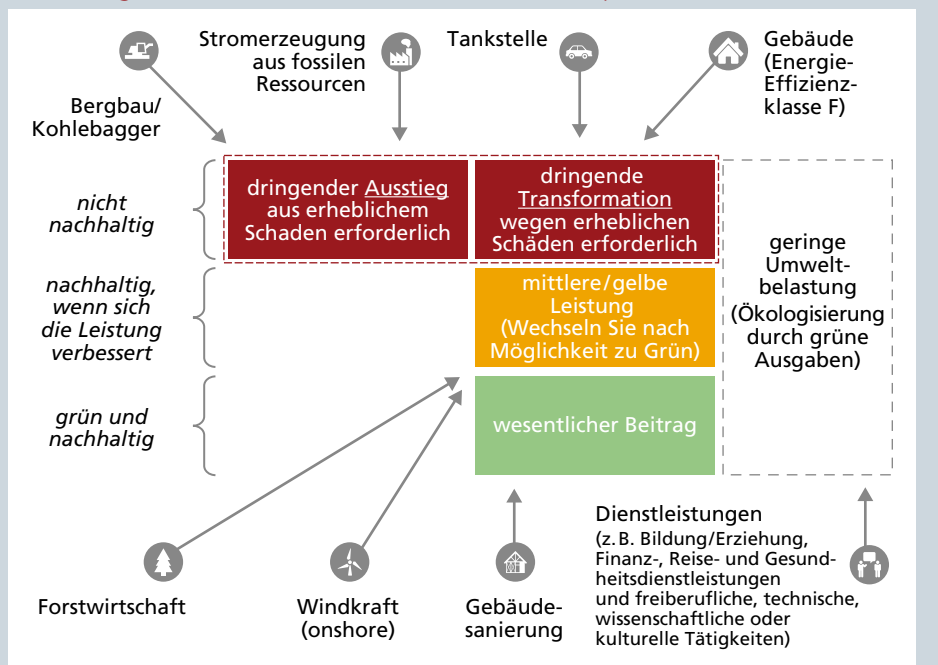 Stromerzeugung
aus fossilen
Ressourcen
Tankstelle
Gebäude
(Energie-
Effizienz-
klasse F)
Bergbau/
Kohlebagger
nicht
nachhaltig
dringender Ausstieg
aus erheblichem
Schaden erforderlich
dringende
Transformation
wegen erheblichen
Schäden erforderlich
geringe
Umwelt-
belastung
(Ökologisierung
durch grüne
Ausgaben)
nachhaltig,
wenn sich
die Leistung
verbessert
mittlere/gelbe
Leistung
(Wechseln Sie nach
Möglichkeit zu Grün)
grün und
nachhaltig
wesentlicher Beitrag
Forstwirtschaft
Windkraft
(onshore)
Gebäude-
sanierung
Dienstleistungen
(z. B. Bildung/Erziehung,
Finanz-, Reise- und Gesund-
heitsdienstleistungen
und freiberufliche, technische,
wissenschaftliche oder
kulturelle Tätigkeiten)